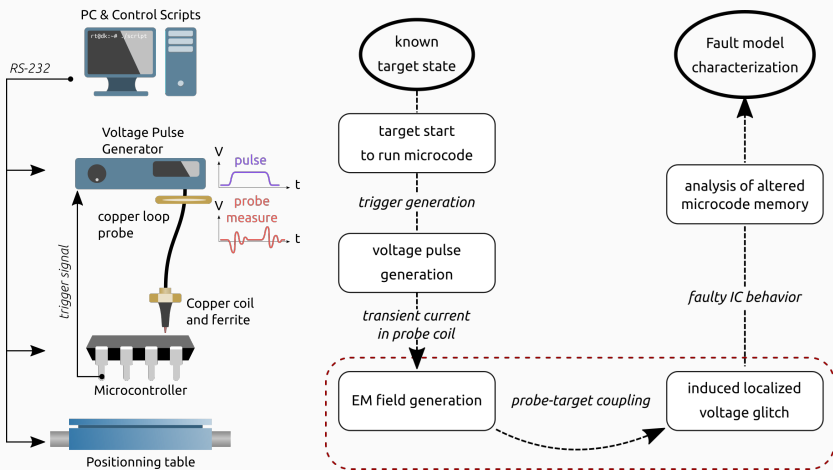 PC & Control Scripts
rt@dk:~# ./script
RS-232
Voltage Pulse
Generator
V
pulse
t
copper loop
probe
V
probe
measure
t
trigger signal
Copper coil
and ferrite
Microcontroller
Positionning table
known
target state
target start
to run microcode
trigger generation
voltage pulse
generation
transient current
in probe coil
EM field generation
probe-target coupling
induced localized
voltage glitch
faulty IC behavior
analysis of altered
microcode memory
Fault model
characterization